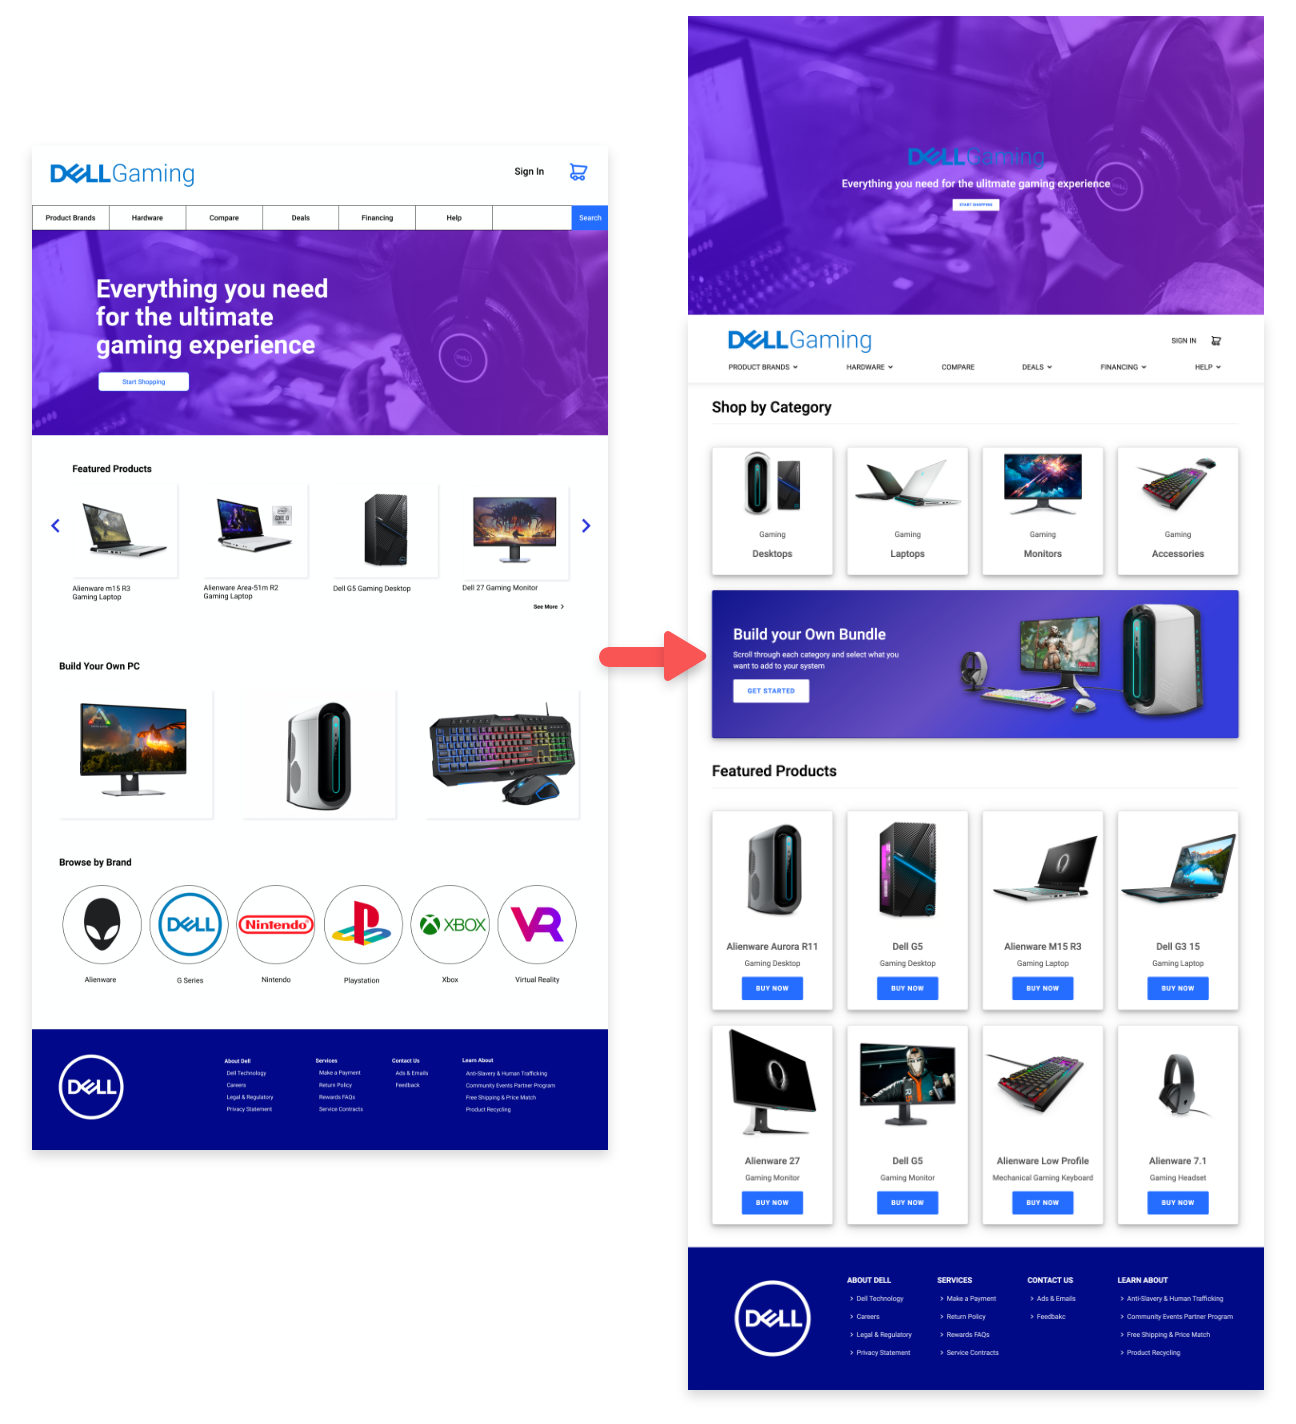 DELL Gaming
Sign In
Product Brands
Hardware
Compare
Deals
Financing
Help
Search
Everything you need
for the ultimate
gaming experience
Start Shopping
Featured Products
Alienware m15 R3
Gaming Laptop
Alienware Area-51m R2
Gaming Laptop
Dell G5 Gaming Desktop
Dell 27 Gaming Monitor
See More
Build Your Own PC
Browse by Brand
DELL
Nintendo
XBOX
VR
Alienware
G Series
Nintendo
Playstation
Xbox
Virtual Reality
DELL
About Dell
Dell Technology
Careers
Legal & Regulatory
Privacy Statement
Services
Make a Payment
Return Policy
Rewards FAQs
Service Contracts
Contact Us
Ads & Emails
Feedback
Learn About
Anti-Slavery & Human Trafficking
Community Events Partner Program
Free Shipping & Price Match
Product Recycling
DELL Gaming
Everything you need for the ulitmate gaming experience
START SHOPPING
DELL Gaming
SIGN IN
PRODUCT BRANDS
HARDWARE
COMPARE
DEALS
FINANCING
HELP
Shop by Category
Gaming
Desktops
Gaming
Laptops
Gaming
Monitors
Gaming
Accessories
Build your Own Bundle
Scroll through each category and select what you
want to add to your system
GET STARTED
Featured Products
Alienware Aurora R11
Gaming Desktop
BUY NOW
Dell G5
Gaming Desktop
BUY NOW
Alienware M15 R3
Gaming Laptop
BUY NOW
Dell G3 15
Gaming Laptop
BUY NOW
Alienware 27
Gaming Monitor
BUY NOW
Dell G5
Gaming Monitor
BUY NOW
Alienware Low Profile
Mechanical Gaming Keyboard
BUY NOW
Alienware 7.1
Gaming Headset
BUY NOW
DELL
ABOUT DELL
Dell Technology
Careers
Legal & Regulatory
Privacy Statement
SERVICES
Make a Payment
Return Policy
Rewards FAQs
Service Contracts
CONTACT US
Ads & Emails
Feedbakc
LEARN ABOUT
Anti-Slavery & Human Trafficking
Community Events Partner Program
Free Shipping & Price Match
Product Recycling